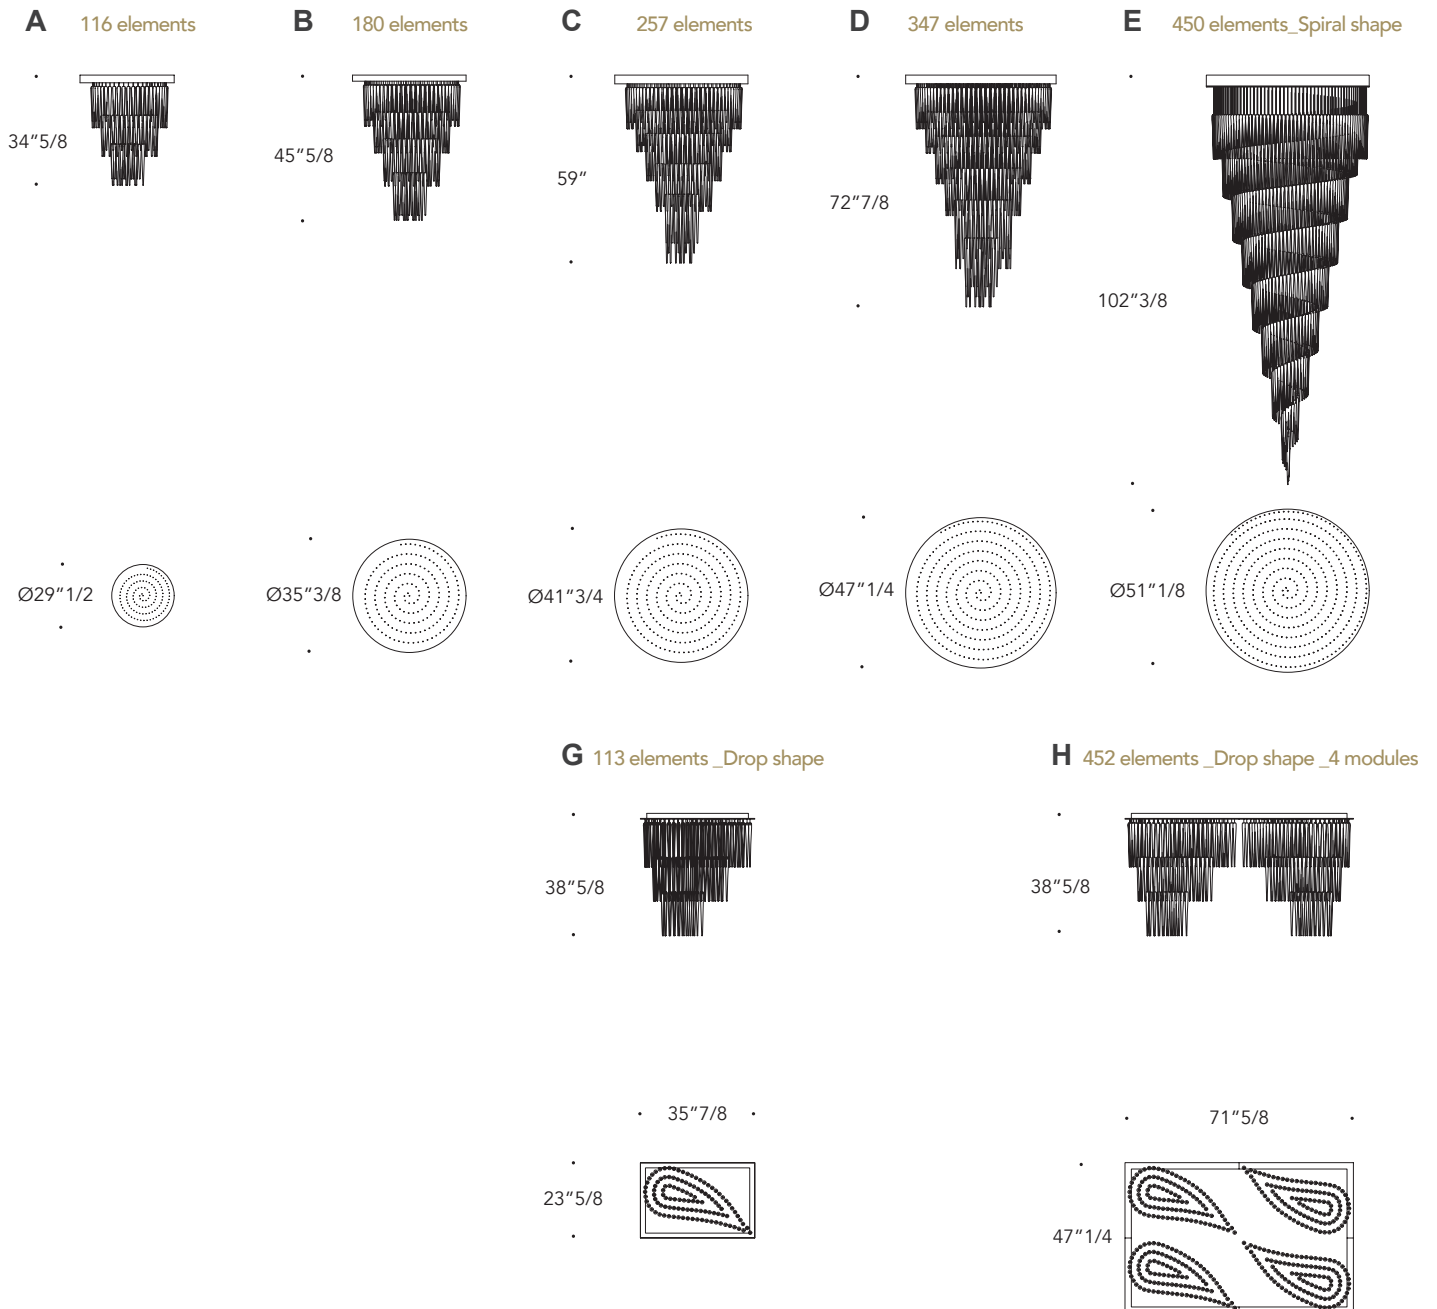 A 116 elements
B 180 elements
C 257 elements
D 347 elements
E 450 elements_Spiral shape
34"5/8
45"5/8
59"
72"7/8
102"3/8
Ø29"1/2
Ø35"3/8
Ø41"3/4
Ø47"1/4
Ø51"1/8
G 113 elements _Drop shape
H 452 elements _Drop shape _4 modules
38"5/8
38"5/8
35"7/8
71"5/8
23"5/8
47"1/4